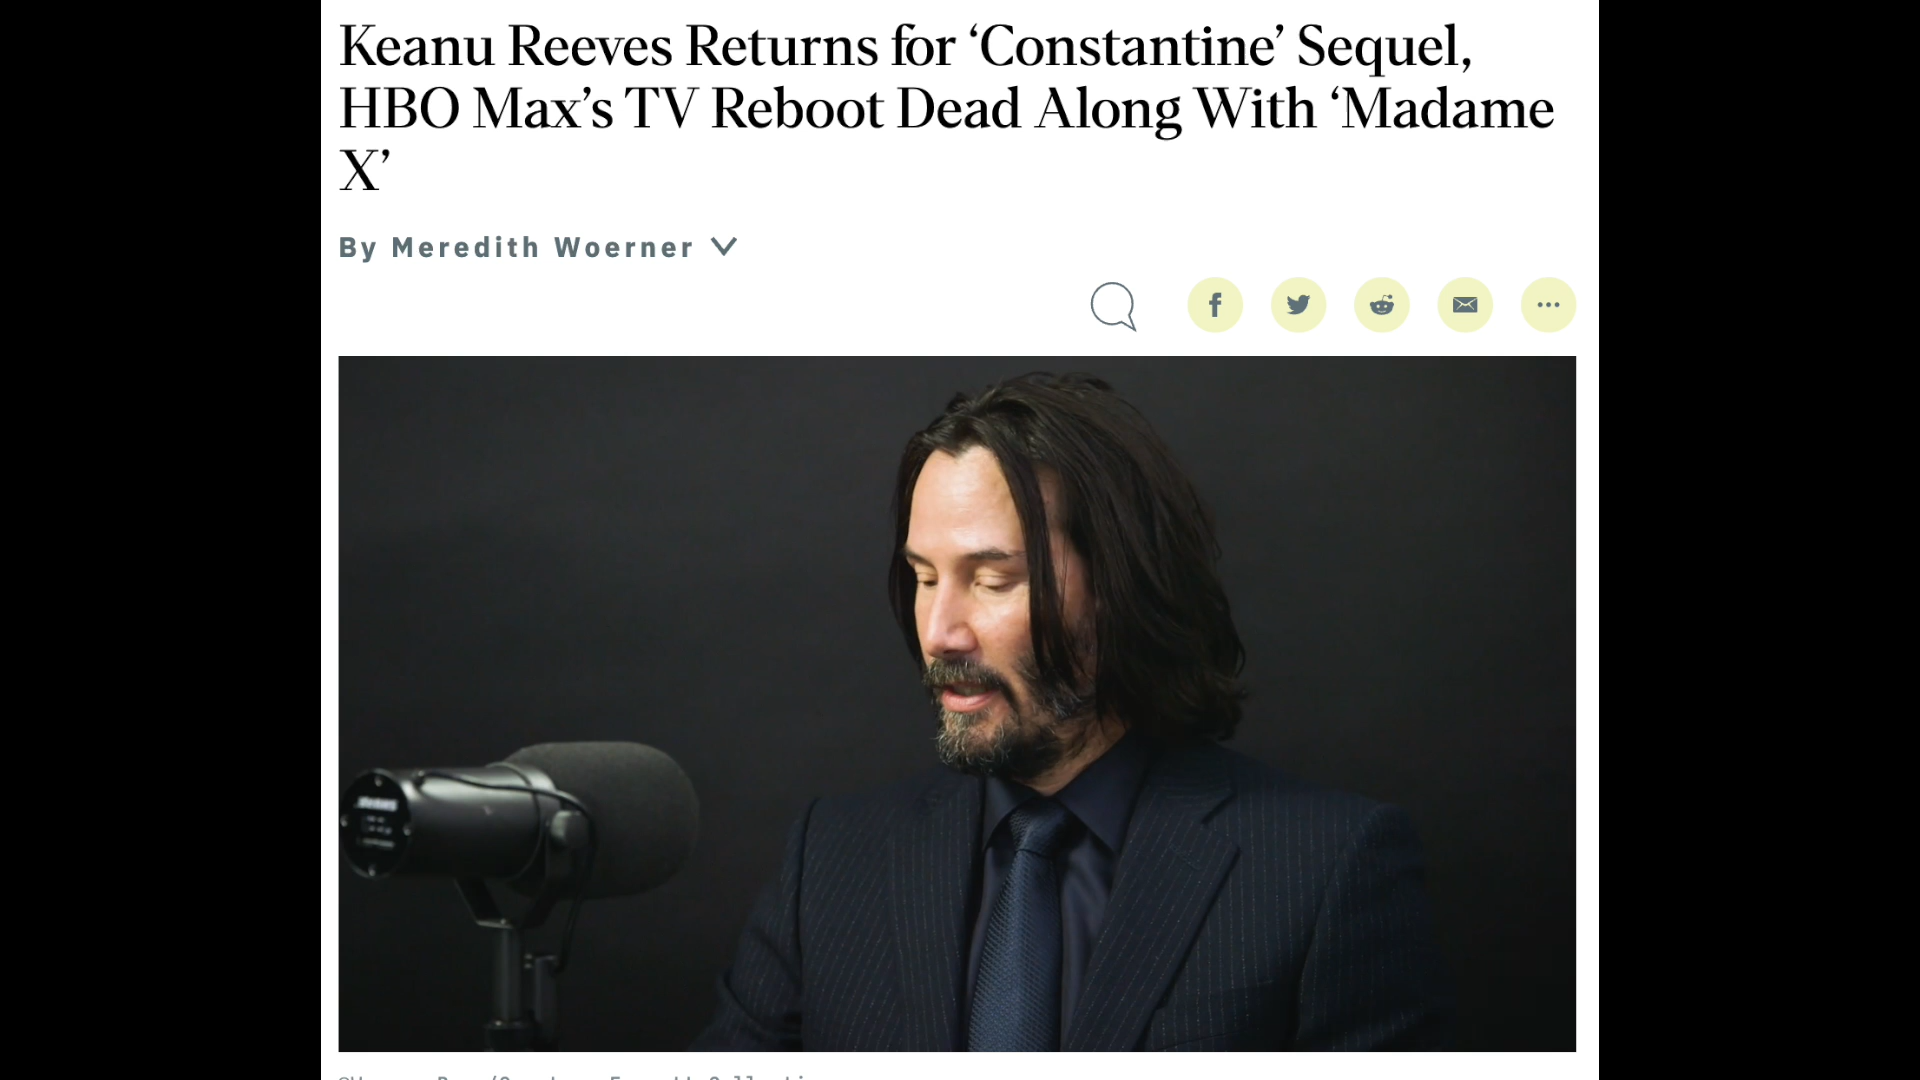 Keanu Reeves Returns for ‘Constantine’ Sequel,
HBO Max’s TV Reboot Dead Along With ‘Madame
X’
By Meredith Woerner